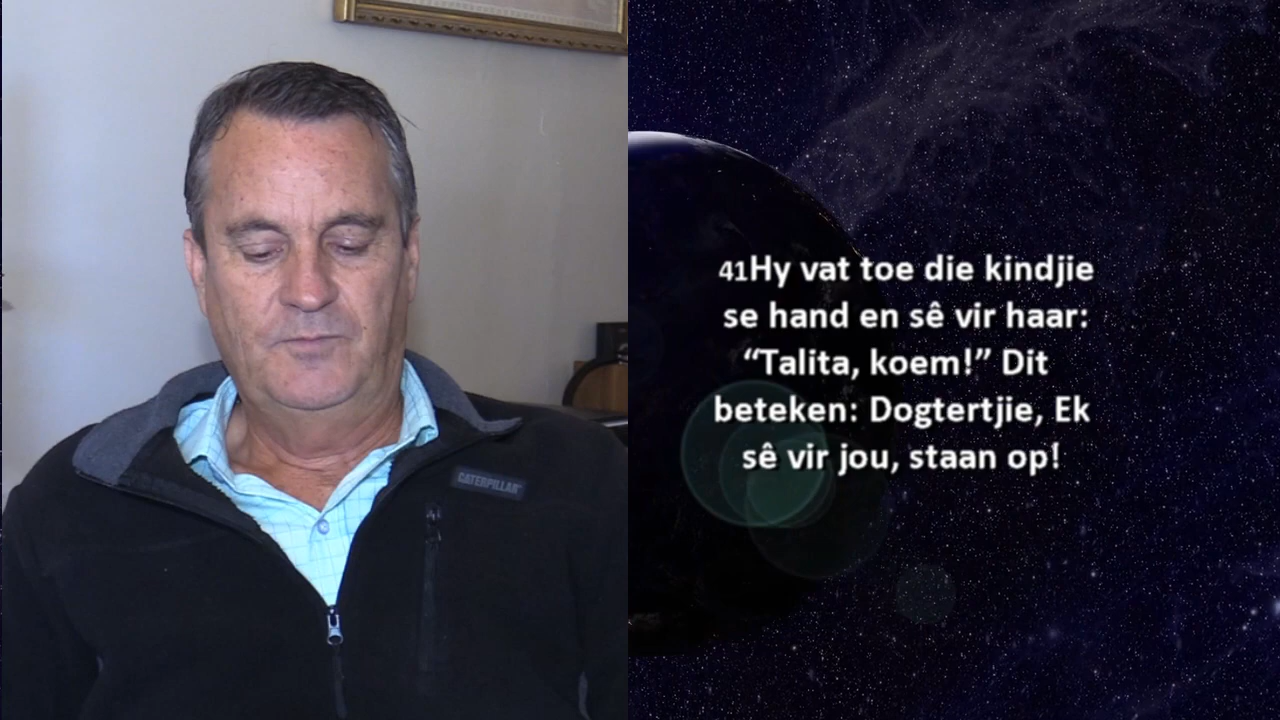 CATERPILLAR
41Hy vat toe die kindjie
se hand en sê vir haar:
“Talita, koem!” Dit
beteken: Dogtertjie, Ek
sê vir jou, staan op!